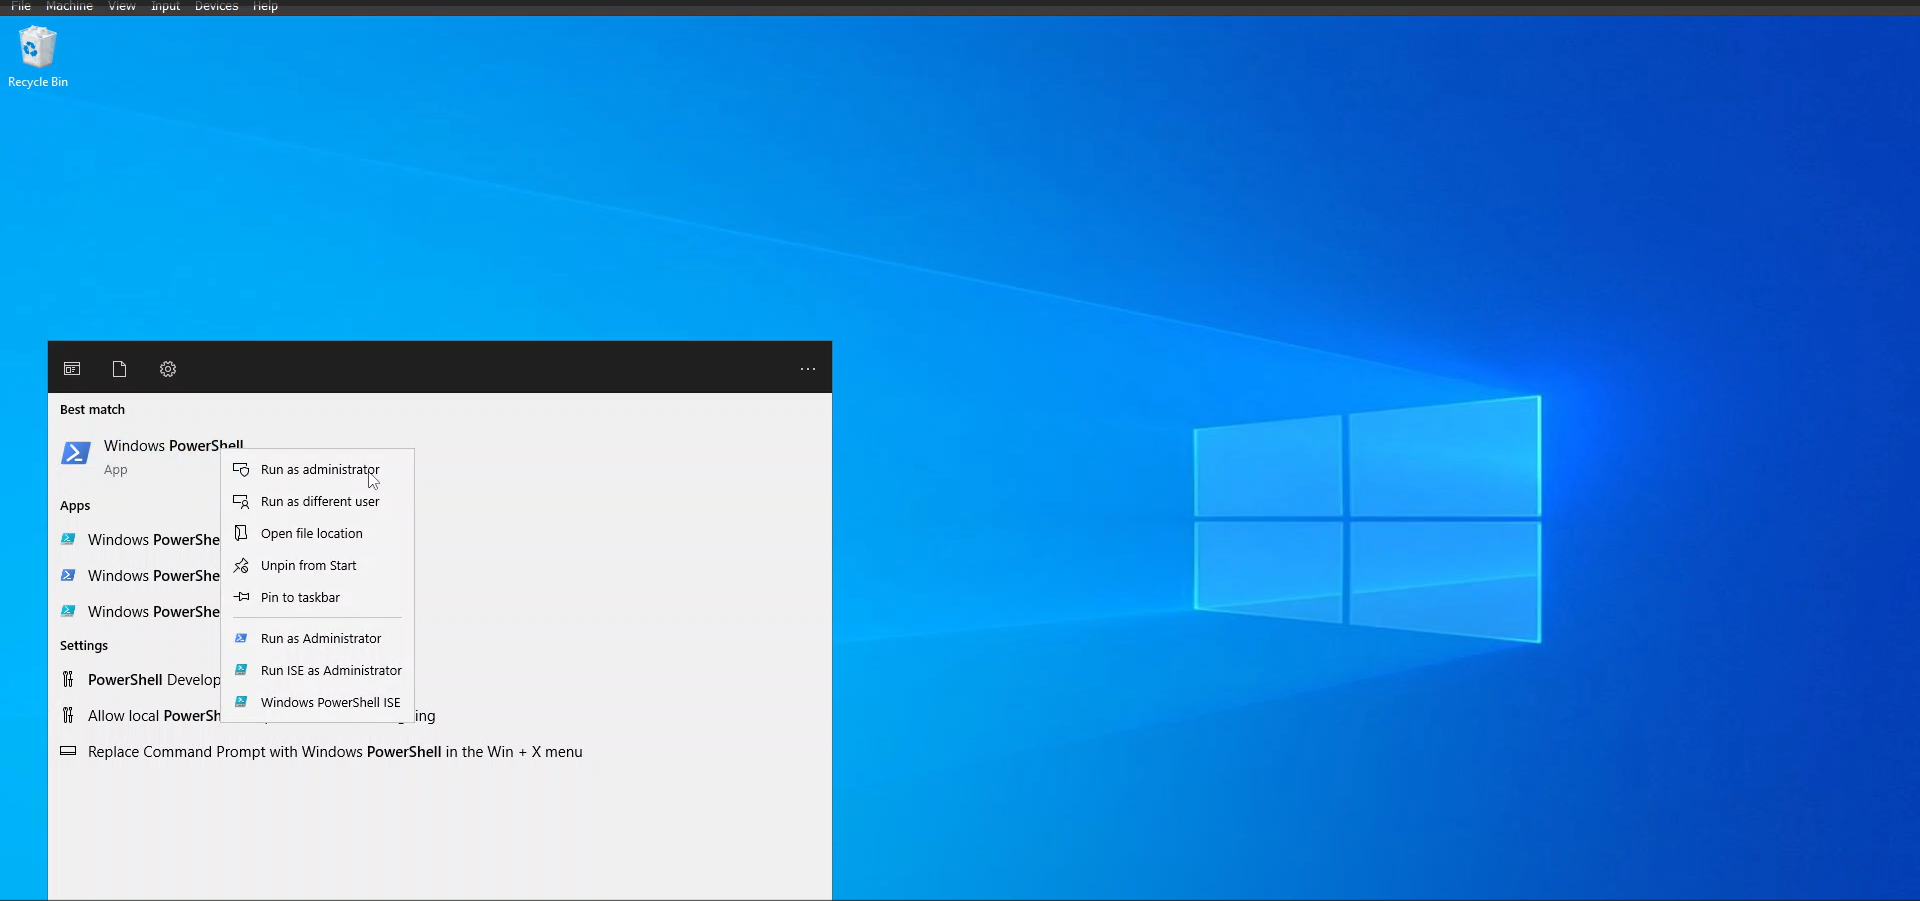 File Machine View Input Devices Help
Recycle Bin
Best match
Windows PowerShell
App
Run as administrator
Run as different user
Apps
Open file location
Windows PowerShe
Unpin from Start
Windows PowerShe
Pin to taskbar
Windows PowerShe
Run as Administrator
Settings
Run ISE as Administrator
PowerShell Develop
Windows PowerShell ISE
Allow local PowerSh ing
Replace Command Prompt with Windows PowerShell in the Win + X menu